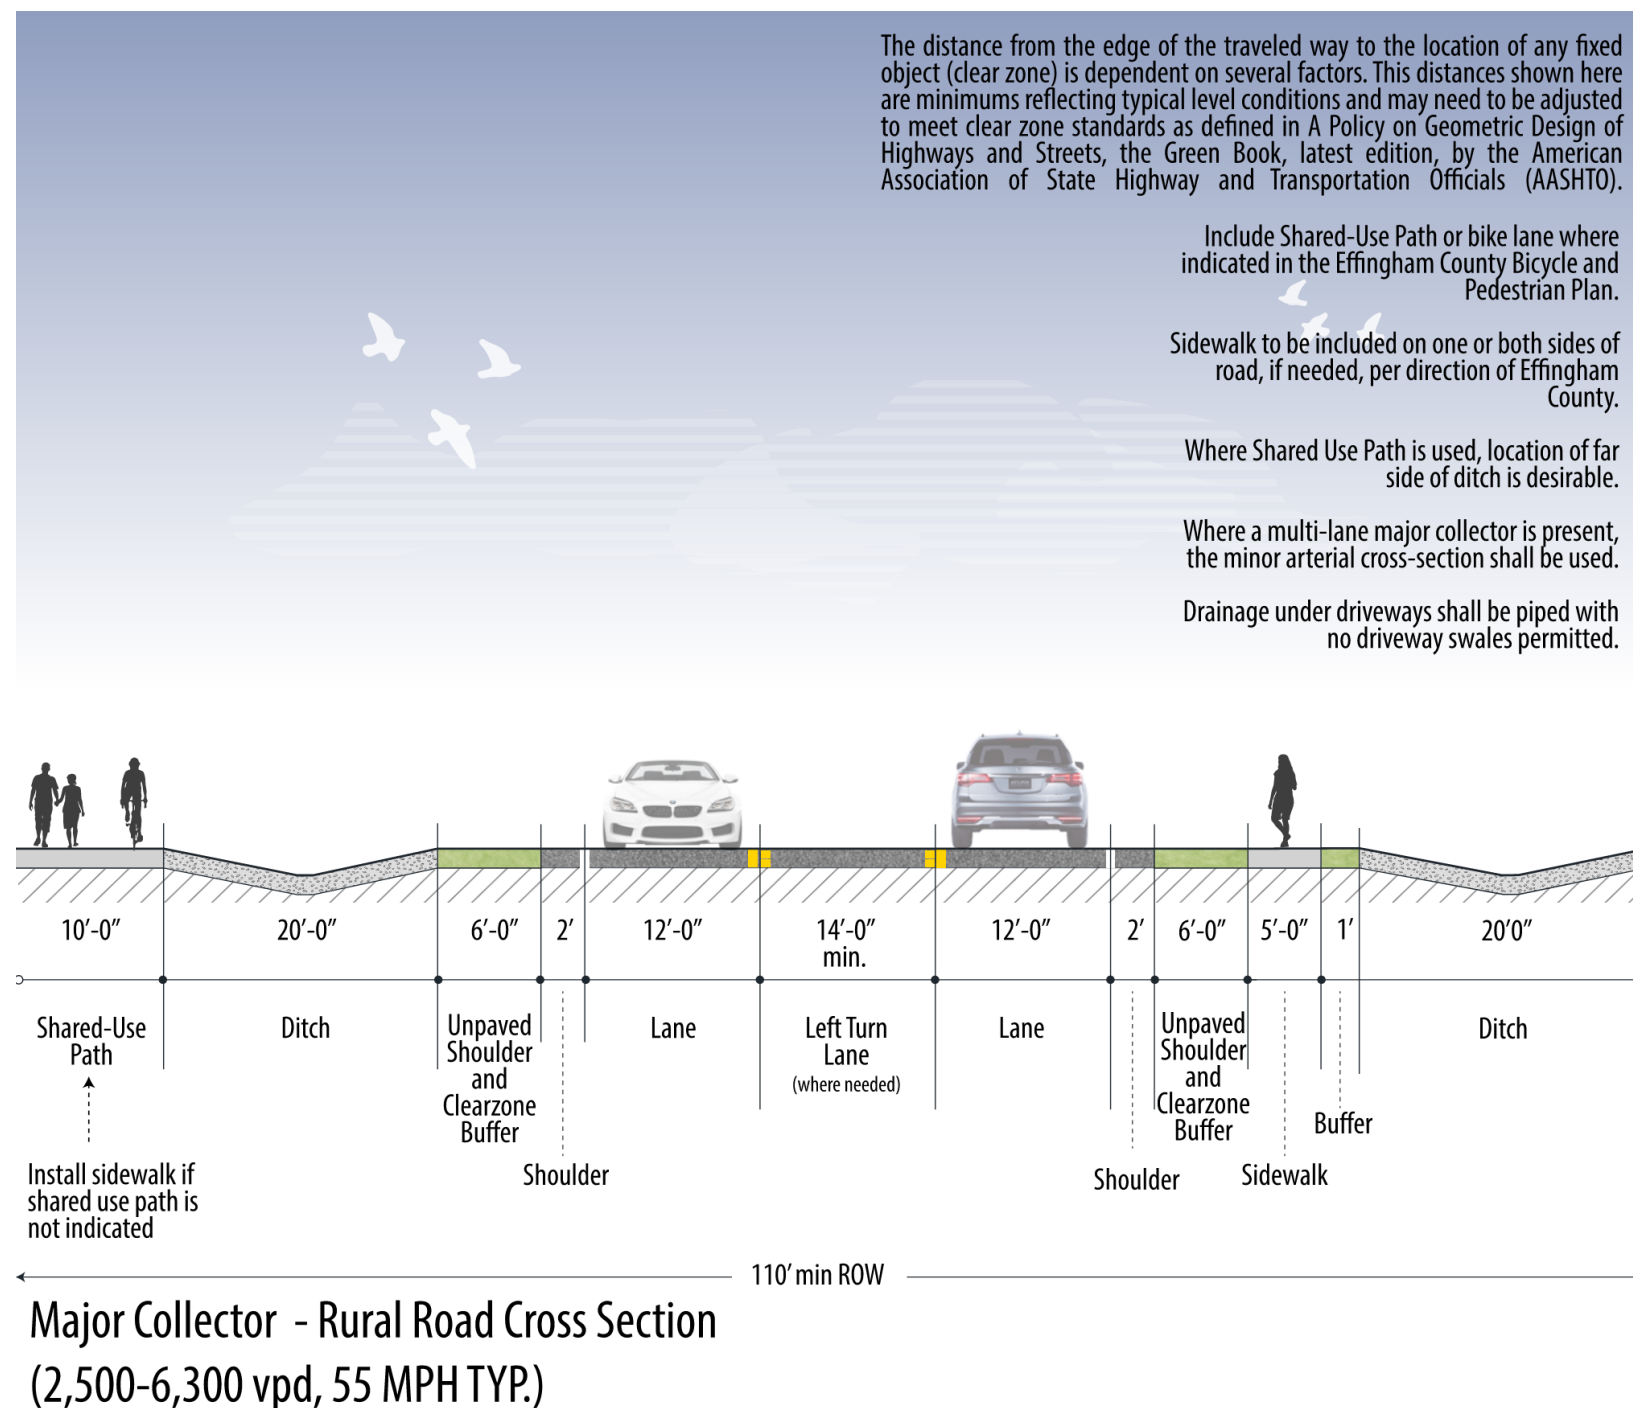 The distance from the edge of the traveled way to the location of any fixed
object (clear zone) is dependent on several factors. This distances shown here
are minimums reflecting typical level conditions and may need to be adjusted
to meet clear zone standards as defined in A Policy on Geometric Design of
Highways and Streets, the Green Book, latest edition, by the American
Association of State Highway and Transportation Officials (AASHTO).
Include Shared-Use Path or bike lane where
indicated in the Effingham County Bicycle and
Pedestrian Plan.
Sidewalk to be included on one or both sides of
road, if needed, per direction of Effingham
County.
Where Shared Use Path is used, location of far
side of ditch is desirable.
Where a multi-lane major collector is present,
the minor arterial cross-section shall be used.
Drainage under driveways shall be piped with
no driveway swales permitted.
10’-0”
20’-0”
6’-0”
2’
12’-0”
14’-0”
min.
12’-0”
2’
6’-0”
5’-0”
1’
20’0”
Shared-Use
Path
Ditch
Unpaved
Shoulder
and
Clearzone
Buffer
Lane
Left Turn
Lane
(where needed)
Lane
Unpaved
Shoulder
and
Clearzone
Buffer
Buffer
Ditch
Install sidewalk if
shared use path is
not indicated
Shoulder
Shoulder
Sidewalk
110’ min ROW
Major Collector - Rural Road Cross Section
(2,500-6,300 vpd, 55 MPH TYP.)